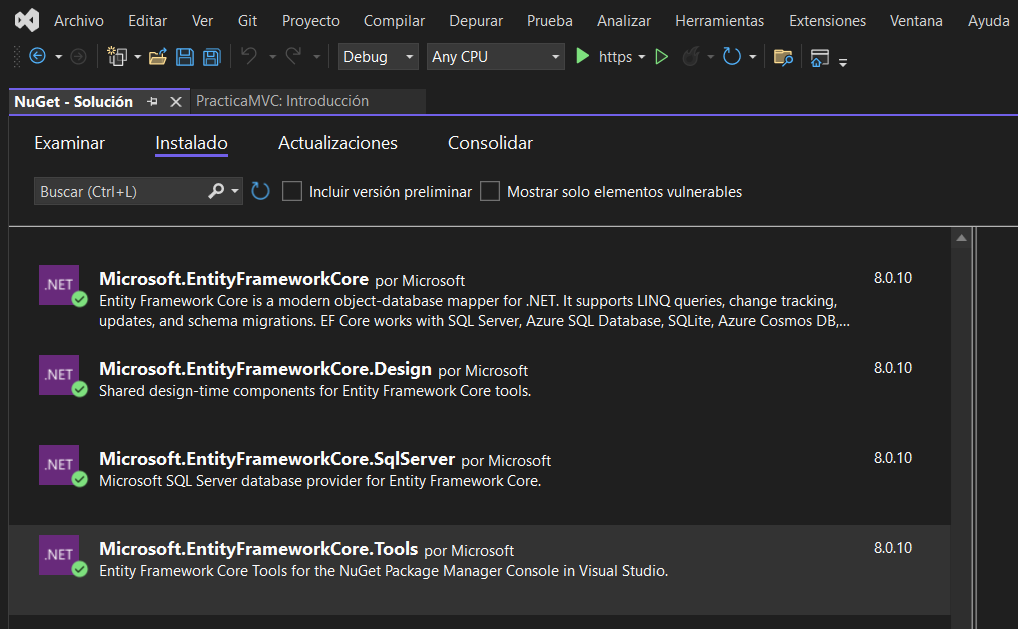 Archivo Editar Ver Git Proyecto Compilar Depurar Prueba Analizar Herramientas Extensiones Ventana Ayuda
Debug Any CPU https
NuGet - Solución PracticaMVC: Introducción
Examinar Instalado Actualizaciones Consolidar
Buscar (Ctrl+L) Incluir versión preliminar Mostrar solo elementos vulnerables
.NET Microsoft.EntityFrameworkCore por Microsoft 8.0.10
Entity Framework Core is a modern object-database mapper for .NET. It supports LINQ queries, change tracking,
updates, and schema migrations. EF Core works with SQL Server, Azure SQL Database, SQLite, Azure Cosmos DB,...
.NET Microsoft.EntityFrameworkCore.Design por Microsoft 8.0.10
Shared design-time components for Entity Framework Core tools.
.NET Microsoft.EntityFrameworkCore.SqlServer por Microsoft 8.0.10
Microsoft SQL Server database provider for Entity Framework Core.
.NET Microsoft.EntityFrameworkCore.Tools por Microsoft 8.0.10
Entity Framework Core Tools for the NuGet Package Manager Console in Visual Studio.